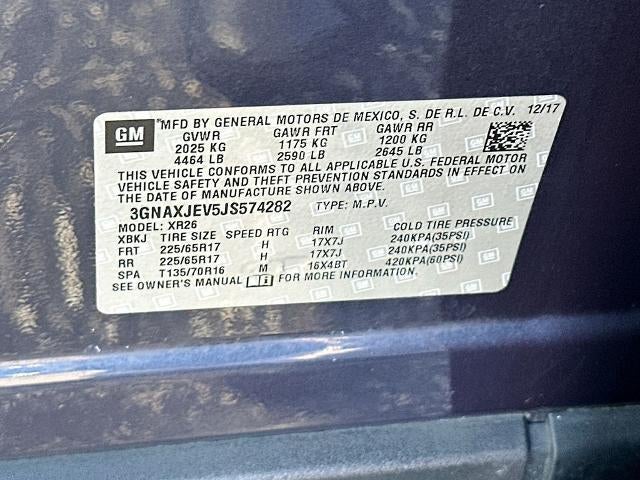 GM *MFD BY GENERAL MOTORS DE MEXICO, S. DE R.L. DE C.V. 12/17
GVWR GAWR FRT GAWR RR
2025 KG 1175 KG 1200 KG
4464 LB 2590 LB 2645 LB
THIS VEHICLE CONFORMS TO ALL APPLICABLE U.S. FEDERAL MOTOR
VEHICLE SAFETY AND THEFT PREVENTION STANDARDS IN EFFECT ON
THE DATE OF MANUFACTURE SHOWN ABOVE.
3GNAXJEV5JS574282 TYPE: M.P.V.
MODEL: XR26
XBKJ TIRE SIZE SPEED RTG RIM COLD TIRE PRESSURE
FRT 225/65R17 H 17X7J 240KPA(35PSI)
RR 225/65R17 H 17X7J 240KPA(35PSI)
SPA T135/70R16 M 16X4BT 420KPA(60PSI)
SEE OWNER'S MANUAL FOR MORE INFORMATION.